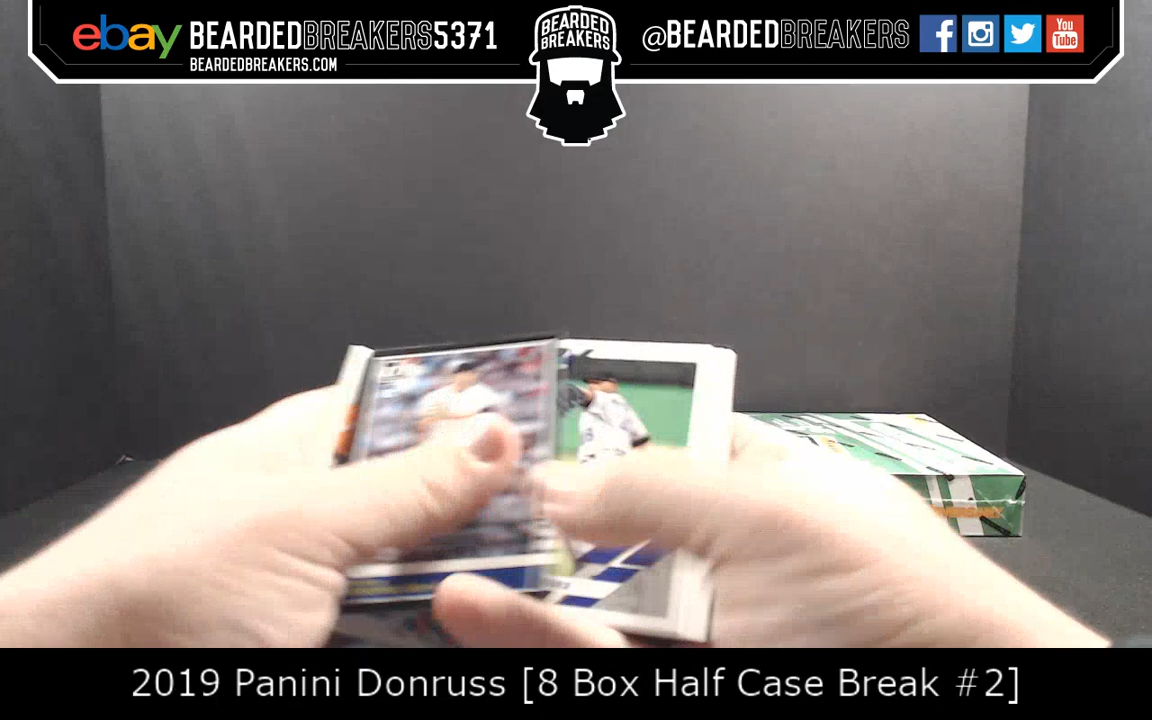 ebay BEARDEDBREAKERS5371
BEARDEDBREAKERS.COM
BEARDED
BREAKERS
@BEARDEDBREAKERS
You
Tube
2019 Panini Donruss [8 Box Half Case Break #2]